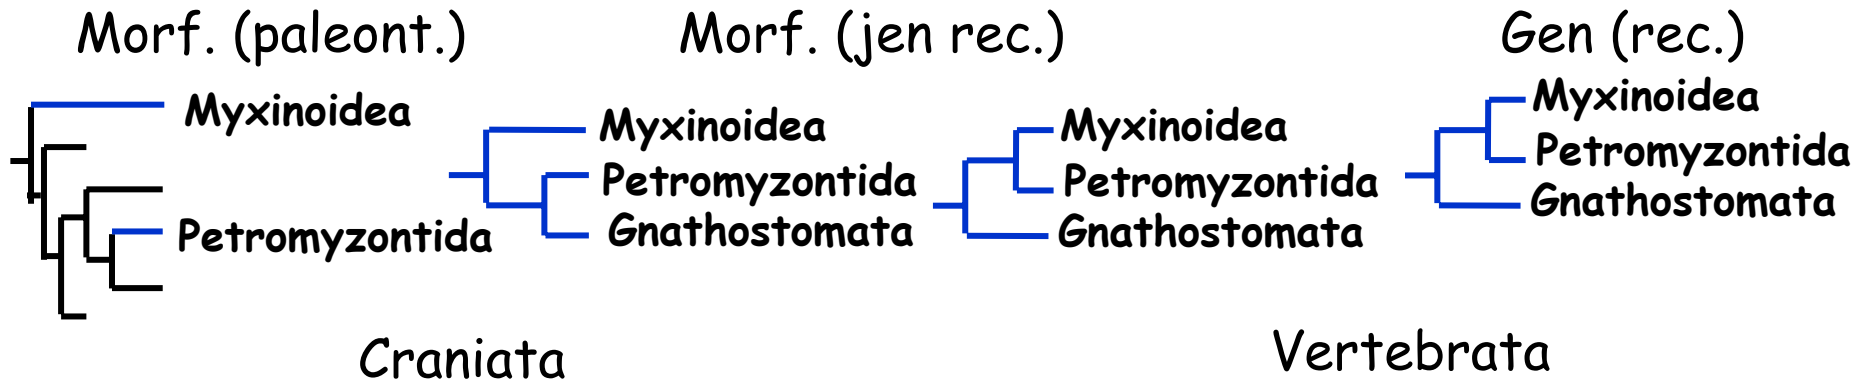 Morf. (paleont.)
Myxinoidea
Petromyzontida
Morf. (jen rec.)
Myxinoidea
Petromyzontida
Gnathostomata
Myxinoidea
Petromyzontida
Gnathostomata
Gen (rec.)
Myxinoidea
Petromyzontida
Gnathostomata
Craniata
Vertebrata